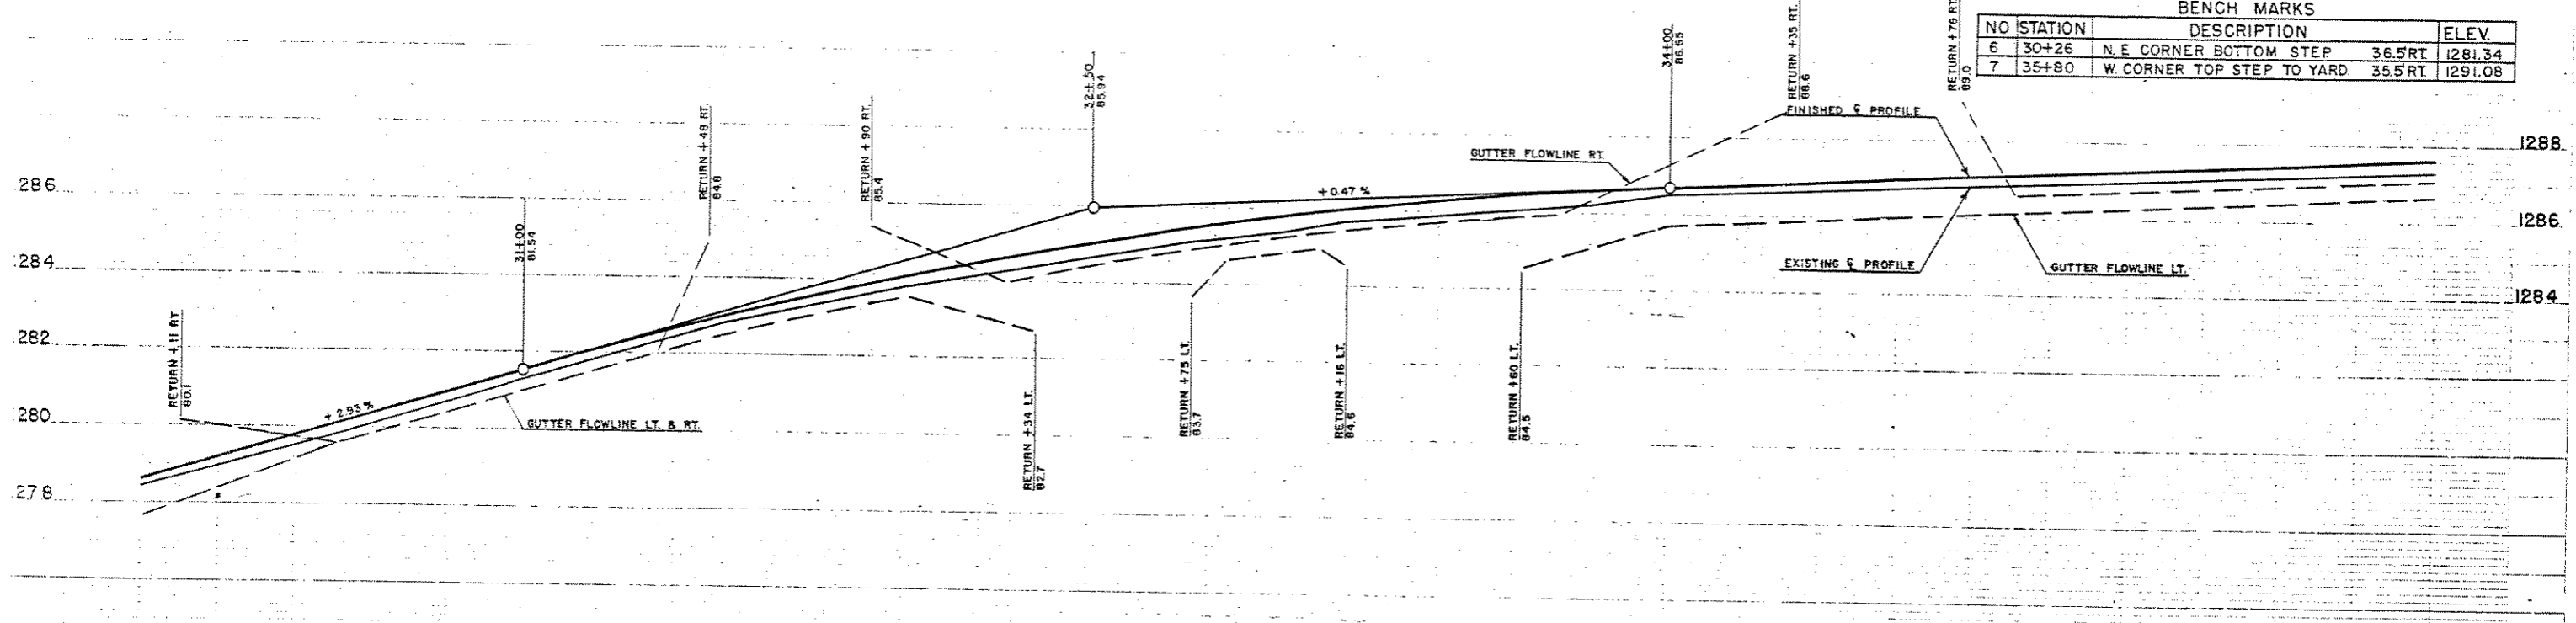 BENCH MARKS
NO STATION DESCRIPTION ELEV.
6 30+26 N.E CORNER BOTTOM STEP 36.5'RT. 1281.34
7 35+80 W. CORNER TOP STEP TO YARD. 35.5'RT. 1291.08
RETURN +35 RT.
88.6
RETURN +76 RT.
89.0
34+00
86.65
32+50
85.94
RETURN +48 RT.
84.8
RETURN +90 RT.
85.4
FINISHED ℄ PROFILE
GUTTER FLOWLINE RT.
1288
286
+0.47 %
31+00
81.54
1286
284
EXISTING ℄ PROFILE
GUTTER FLOWLINE LT.
1284
RETURN +11 RT
80.1
282
RETURN +75 LT.
83.7
RETURN +16 LT.
84.6
RETURN +60 LT.
84.5
280
+2.93 %
GUTTER FLOWLINE LT. & RT.
RETURN +34 LT.
82.7
278